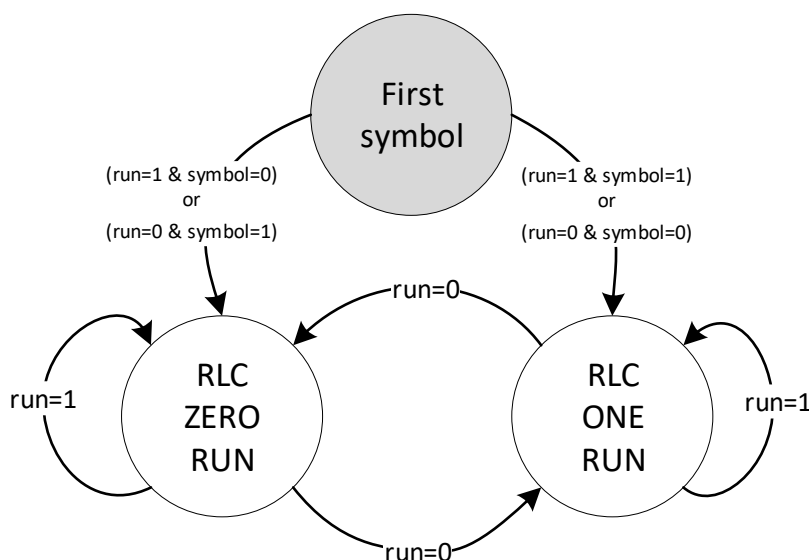 First
symbol
(run=1 & symbol=0)
or
(run=0 & symbol=1)
(run=1 & symbol=1)
or
(run=0 & symbol=0)
run=0
RLC
ZERO
RUN
RLC
ONE
RUN
run=1
run=1
run=0